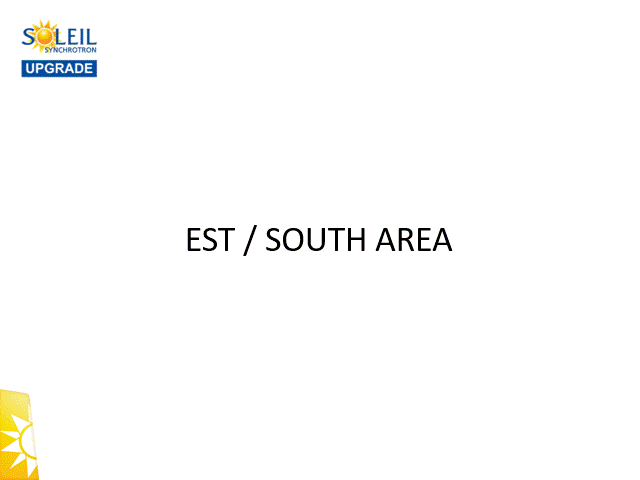 SOLEIL
SYNCHROTRON
UPGRADE
EST / SOUTH AREA